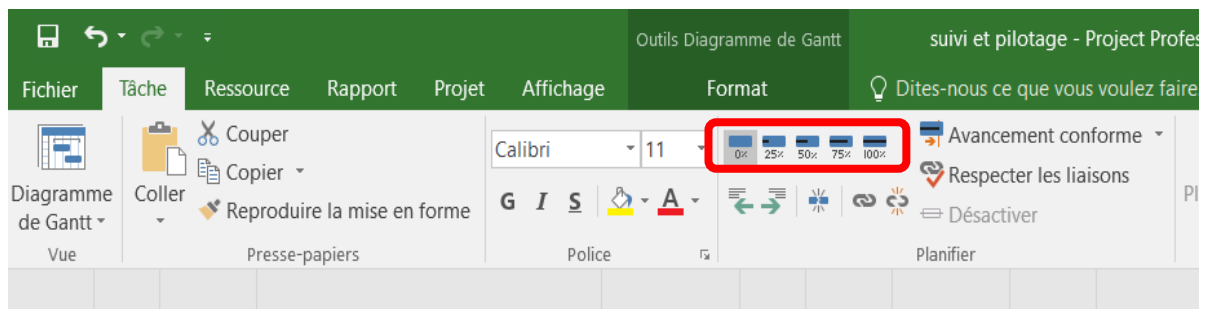 Outils Diagramme de Gantt
suivi et pilotage - Project Profes
Fichier Tâche Ressource Rapport Projet Affichage Format Dites-nous ce que vous voulez faire
Diagramme
de Gantt
Vue
Coller
Couper
Copier
Reproduire la mise en forme
Presse-papiers
Calibri 11
G I S A
Police
0% 25% 50% 75% 100%
Avancement conforme
Respecter les liaisons
Désactiver
Planifier
Pl